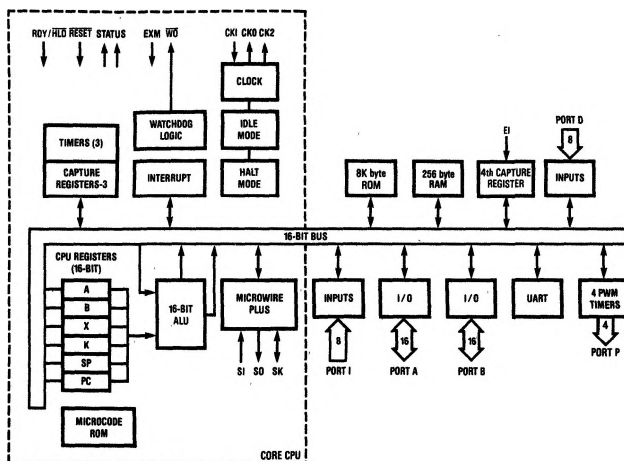 RDY/HLD RESET STATUS EXM WO CKI CKO CK2
CLOCK
WATCHDOG
LOGIC
IDLE
MODE
TIMERS (3)
CAPTURE
REGISTERS-3
INTERRUPT
HALT
MODE
EI
PORT D
8
8K byte
ROM
256 byte
RAM
4th CAPTURE
REGISTER
INPUTS
16-BIT BUS
CPU REGISTERS
(16-BIT)
A
B
X
K
SP
PC
16-BIT
ALU
MICROWIRE
PLUS
SI SO SK
INPUTS
8
PORT I
I/O
16
PORT A
I/O
16
PORT B
UART
4 PWM
TIMERS
4
PORT P
MICROCODE
ROM
CORE CPU